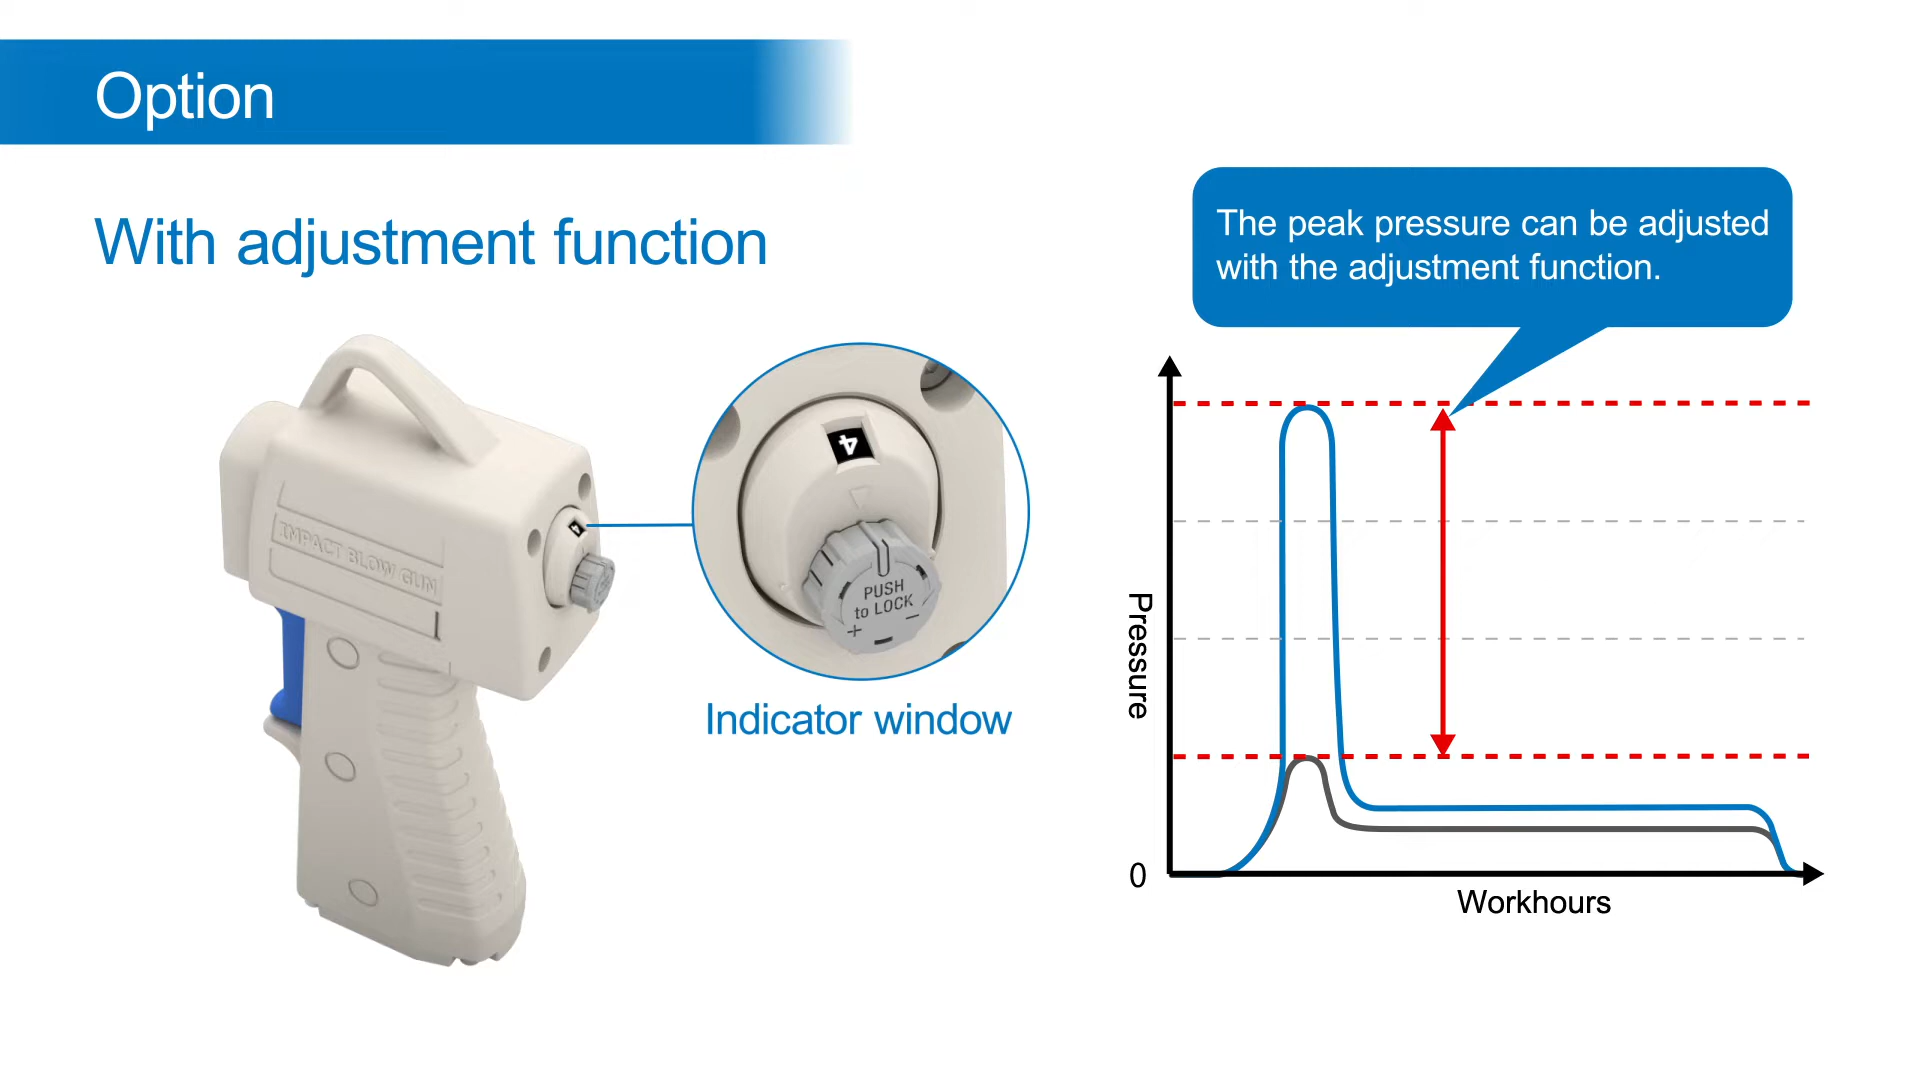 Option
With adjustment function
The peak pressure can be adjusted
with the adjustment function.
IMPACT BLOW GUN
4
4
PUSH
to LOCK
+ −
Indicator window
Pressure
0
Workhours